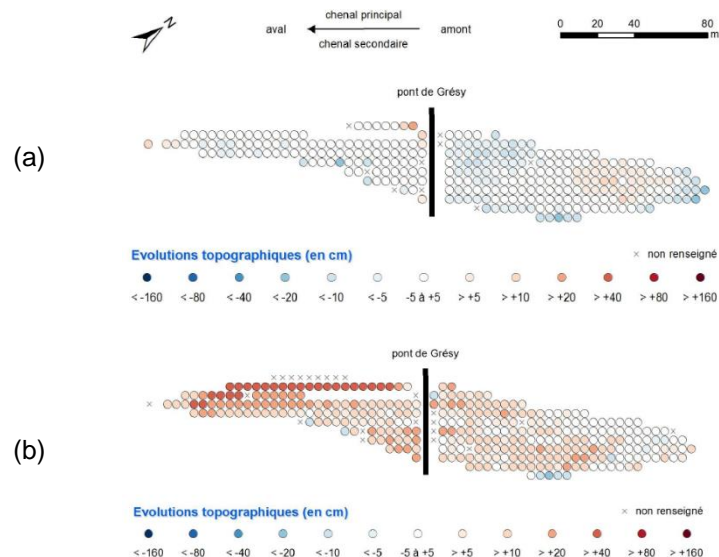 N
chenal principal
aval amont
chenal secondaire
0 20 40 60 80
m
pont de Grésy
(a)
Evolutions topographiques (en cm)
× non renseigné
< -160 < -80 < -40 < -20 < -10 < -5 -5 à +5 > +5 > +10 > +20 > +40 > +80 > +160
pont de Grésy
(b)
Evolutions topographiques (en cm)
× non renseigné
< -160 < -80 < -40 < -20 < -10 < -5 -5 à +5 > +5 > +10 > +20 > +40 > +80 > +160